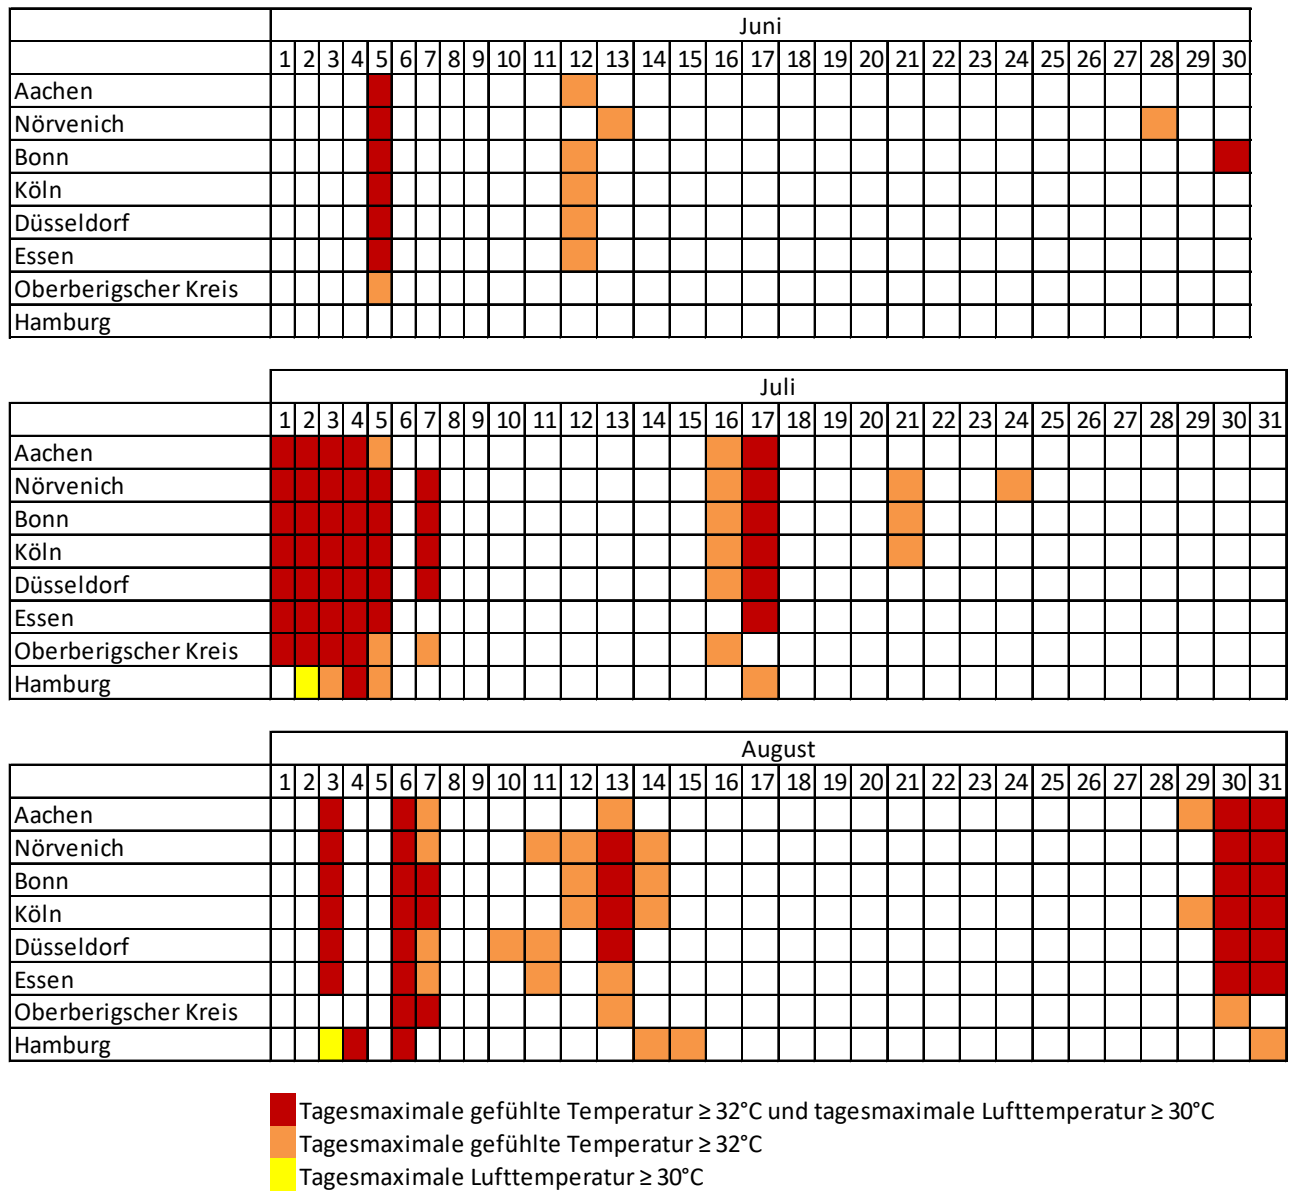 Juni
1 2 3 4 5 6 7 8 9 10 11 12 13 14 15 16 17 18 19 20 21 22 23 24 25 26 27 28 29 30
Aachen
Nörvenich
Bonn
Köln
Düsseldorf
Essen
Oberberigscher Kreis
Hamburg
Juli
1 2 3 4 5 6 7 8 9 10 11 12 13 14 15 16 17 18 19 20 21 22 23 24 25 26 27 28 29 30 31
Aachen
Nörvenich
Bonn
Köln
Düsseldorf
Essen
Oberberigscher Kreis
Hamburg
August
1 2 3 4 5 6 7 8 9 10 11 12 13 14 15 16 17 18 19 20 21 22 23 24 25 26 27 28 29 30 31
Aachen
Nörvenich
Bonn
Köln
Düsseldorf
Essen
Oberberigscher Kreis
Hamburg
Tagesmaximale gefühlte Temperatur ≥ 32°C und tagesmaximale Lufttemperatur ≥ 30°C
Tagesmaximale gefühlte Temperatur ≥ 32°C
Tagesmaximale Lufttemperatur ≥ 30°C